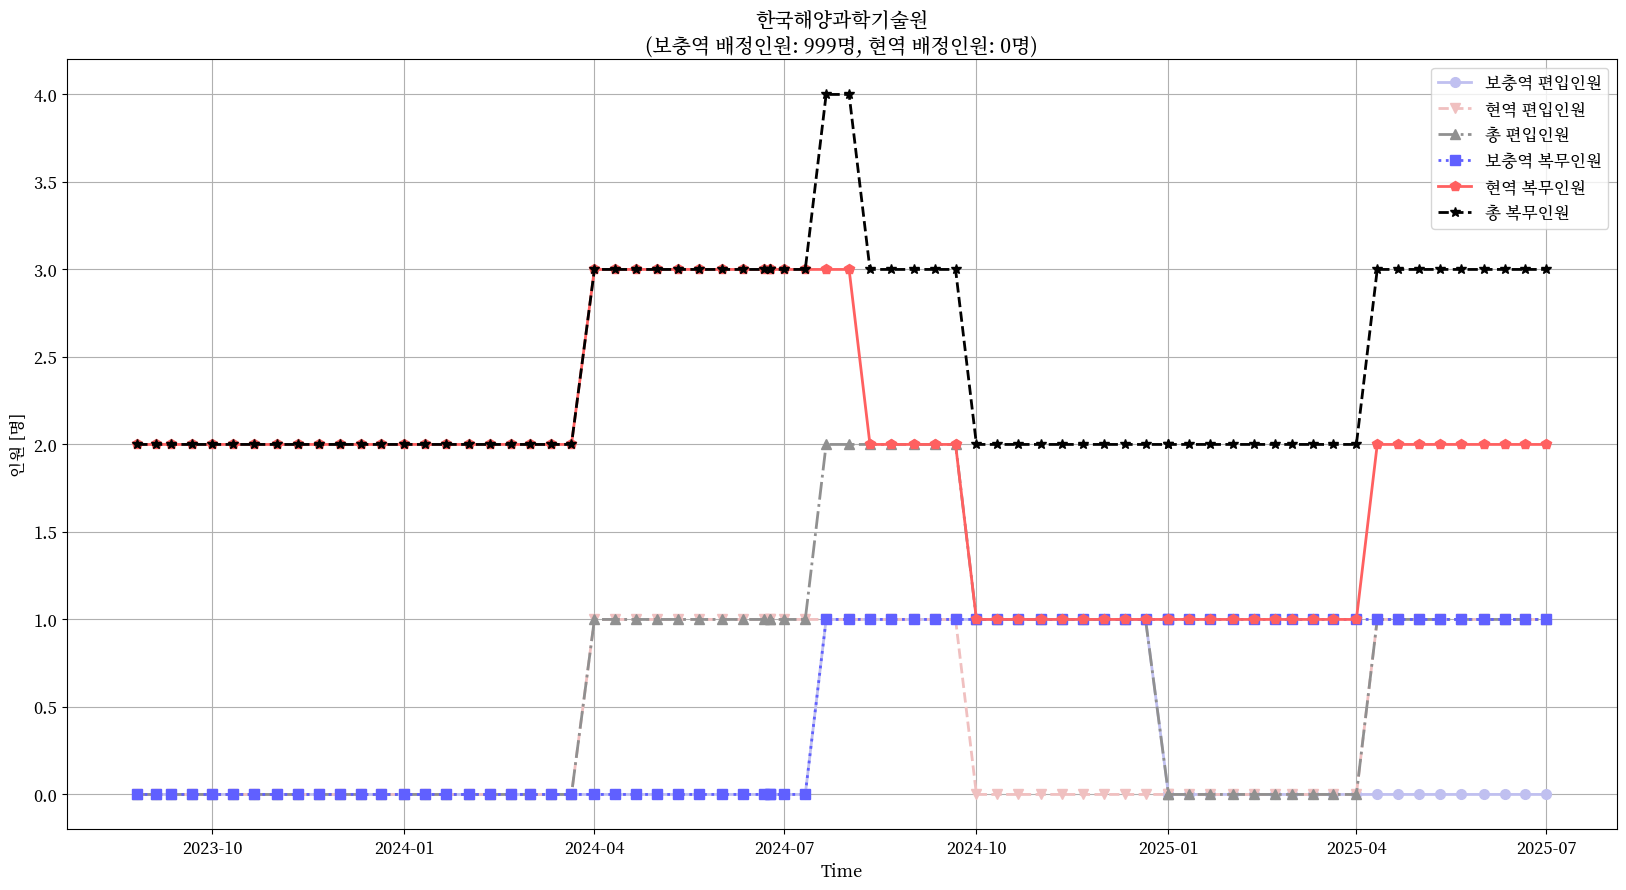 한국해양과학기술원
(보충역 배정인원: 999명, 현역 배정인원: 0명)
보충역 편입인원
현역 편입인원
총 편입인원
보충역 복무인원
현역 복무인원
총 복무인원
인원 [명]
4.0
3.5
3.0
2.5
2.0
1.5
1.0
0.5
0.0
2023-10 2024-01 2024-04 2024-07 2024-10 2025-01 2025-04 2025-07
Time